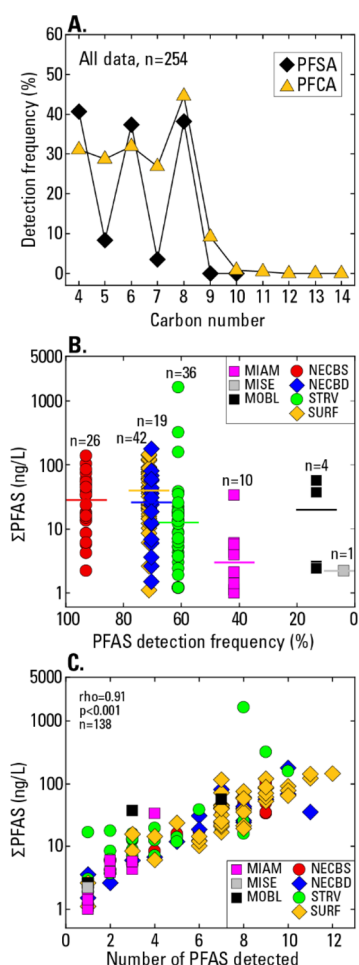 A.
60
50
40
30
20
10
0
Detection frequency (%)
All data, n=254
PFSA
PFCA
4 5 6 7 8 9 10 11 12 13 14
Carbon number
B.
5000
1000
100
10
1
ΣPFAS (ng/L)
n=36
n=19
n=26
n=42
n=10
n=4
n=1
MIAM NECBS
MISE NECBD
MOBL STRV
SURF
100 80 60 40 20 0
PFAS detection frequency (%)
C.
5000
1000
100
10
1
ΣPFAS (ng/L)
rho=0.91
p<0.001
n=138
MIAM NECBS
MISE NECBD
MOBL STRV
SURF
0 2 4 6 8 10 12
Number of PFAS detected